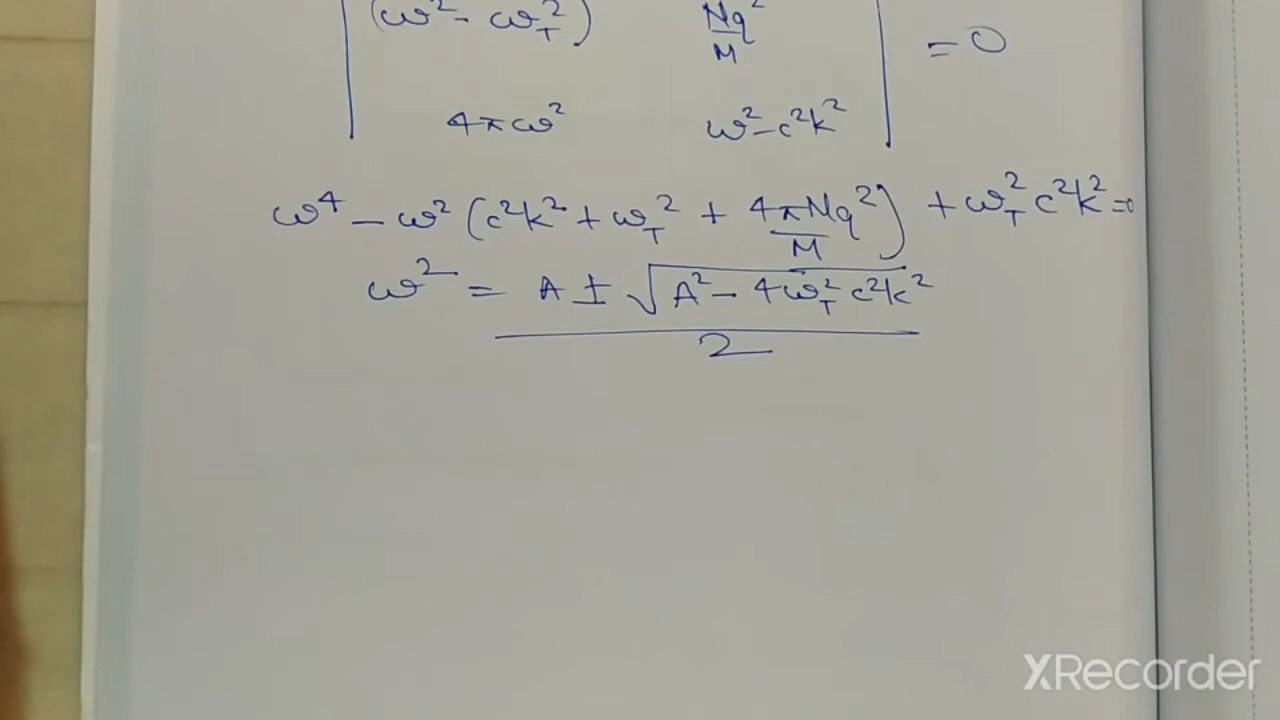 | (ω² - ω_T²)   Nq²/M | = 0
| 4πω²   ω² - c²k² |
ω⁴ - ω² (c²k² + ω_T² + 4πNq²/M) + ω_T² c²k² = 0
ω² = A ± √(A² - 4ω_T² c²k²) / 2
XRecorder